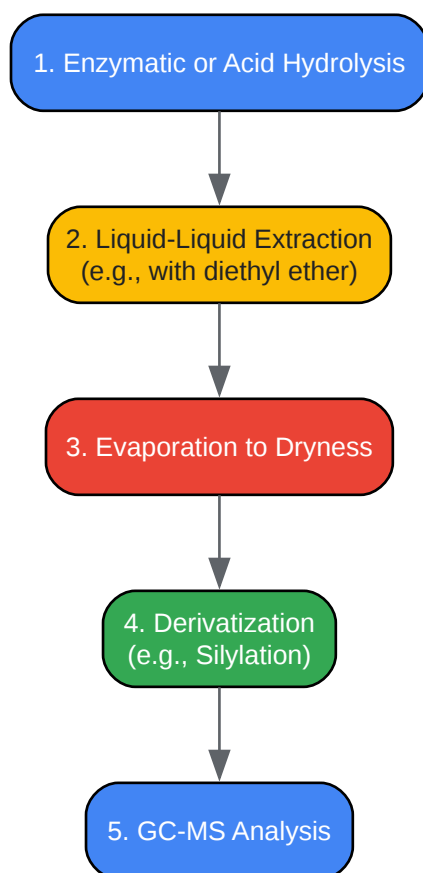 1. Enzymatic or Acid Hydrolysis
2. Liquid-Liquid Extraction
(e.g., with diethyl ether)
3. Evaporation to Dryness
4. Derivatization
(e.g., Silylation)
5. GC-MS Analysis